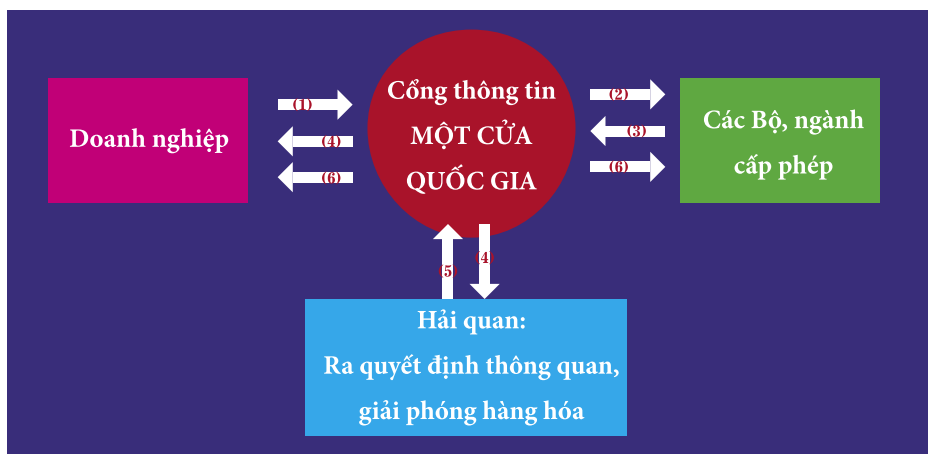 Cổng thông tin
MỘT CỬA
QUỐC GIA
Doanh nghiệp
(1)
(4)
(6)
(2)
(3)
(6)
Các Bộ, ngành
cấp phép
(5)
(4)
Hải quan:
Ra quyết định thông quan,
giải phóng hàng hóa